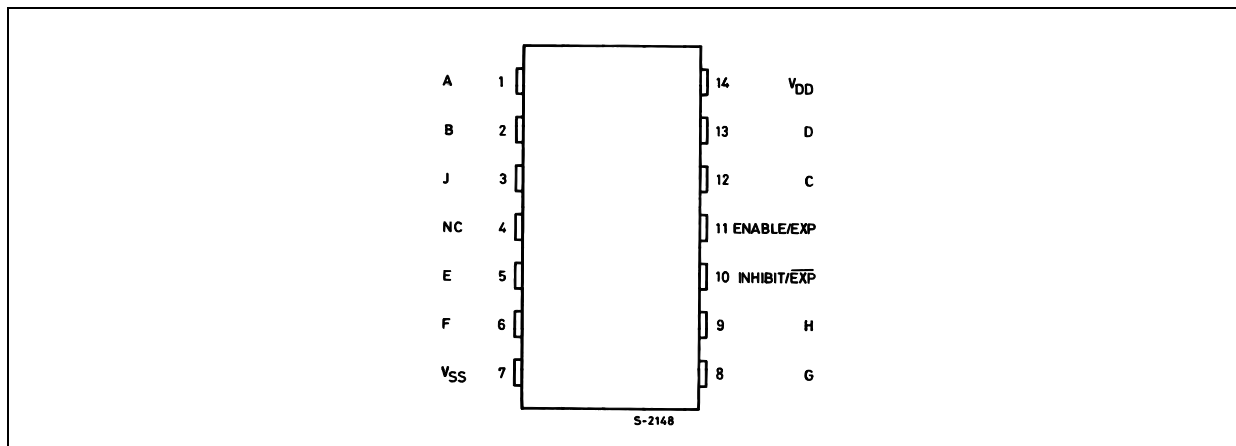 A 1 14 VDD
B 2 13 D
J 3 12 C
NC 4 11 ENABLE/EXP
E 5 10 INHIBIT/E̅X̅P̅
F 6 9 H
VSS 7 8 G
S-2148